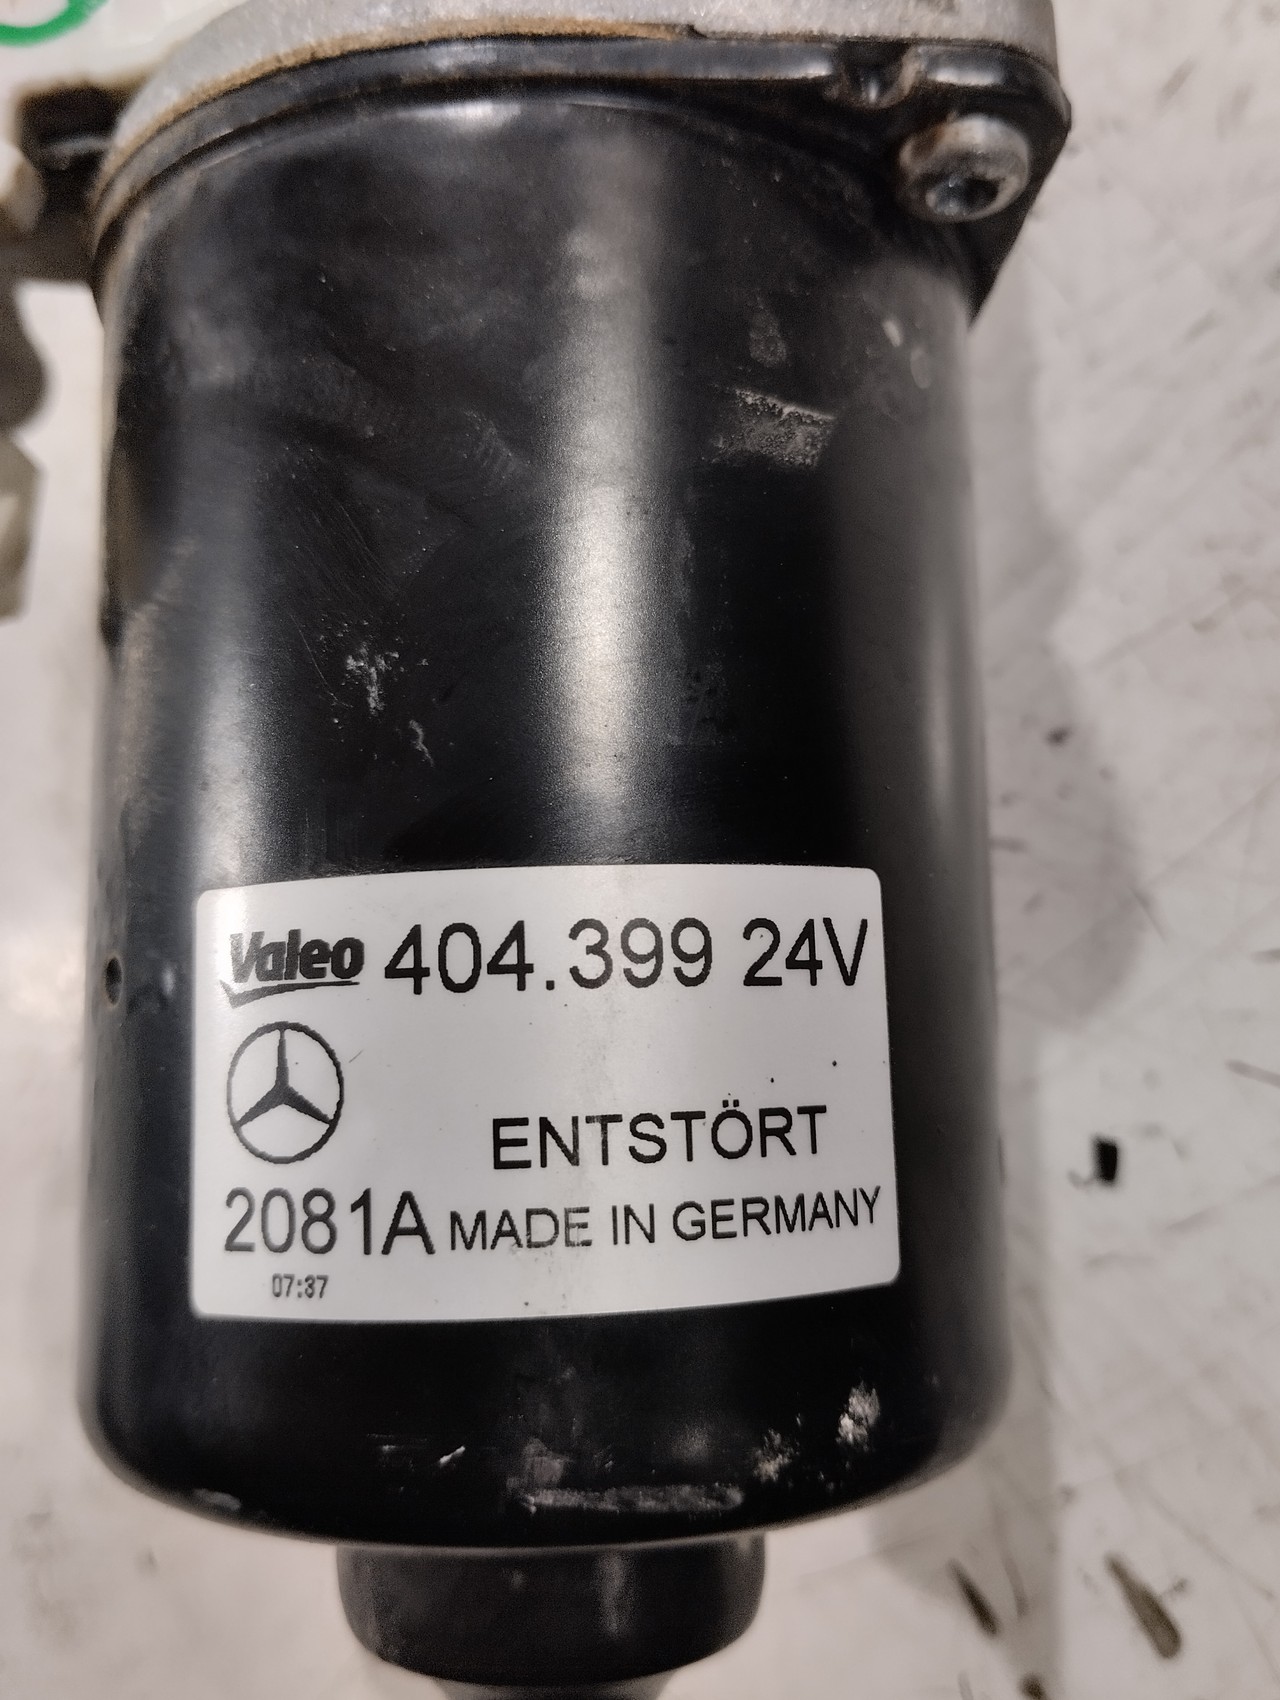 Valeo 404.399 24V
ENTSTÖRT
2081A MADE IN GERMANY
07:37